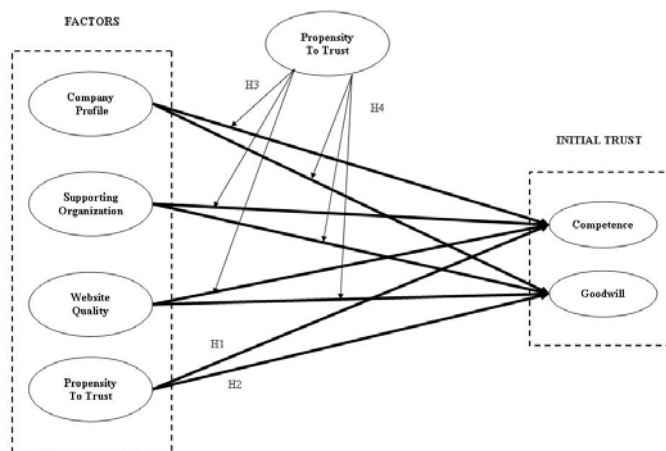 FACTORS
Propensity
To Trust
Company
Profile
H3
H4
INITIAL TRUST
Supporting
Organization
Competence
Website
Quality
Goodwill
H1
Propensity
To Trust
H2